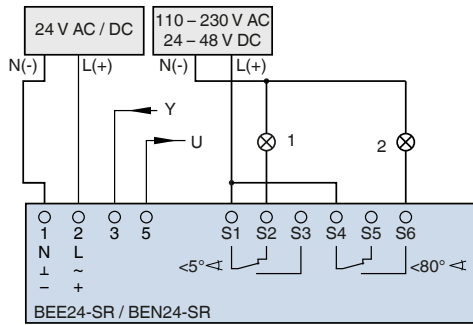 24 V AC / DC
110 – 230 V AC
24 – 48 V DC
N(-) L(+)
N(-) L(+)
Y
U
1
2
1 2 3 5 S1 S2 S3 S4 S5 S6
N L
⊥ ~
– +
<5° <80°
BEE24-SR / BEN24-SR